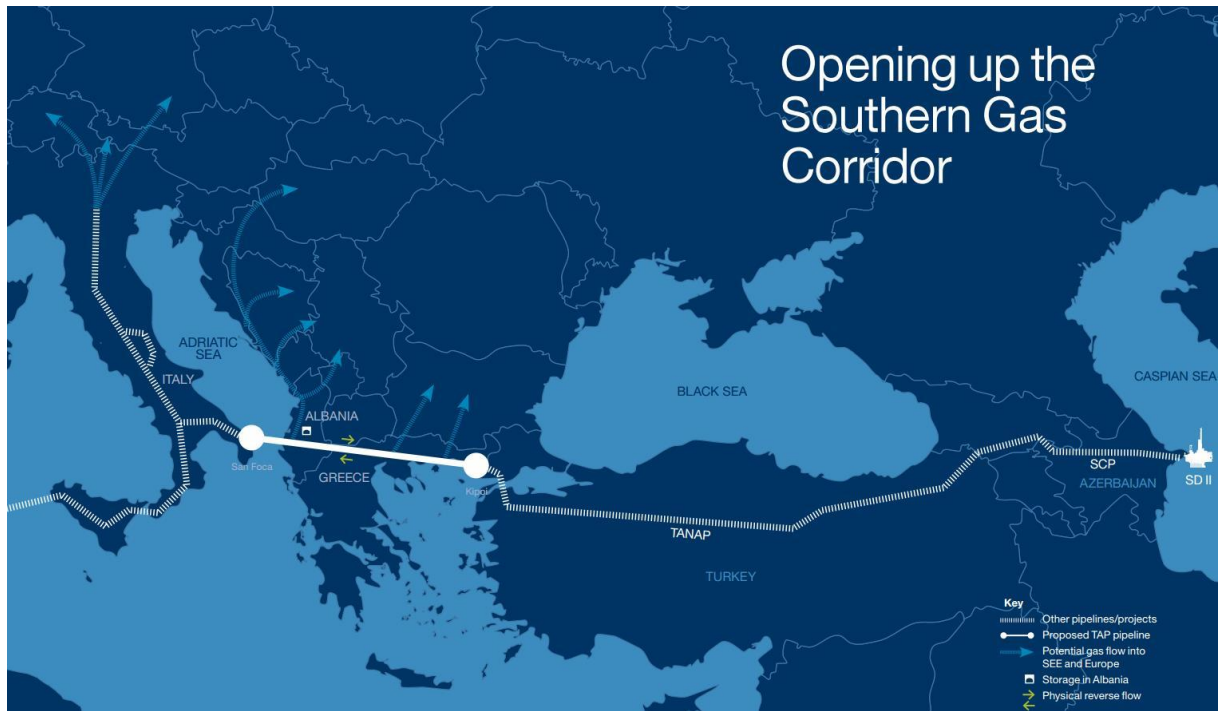 Opening up the
Southern Gas
Corridor
ADRIATIC
SEA
ITALY
BLACK SEA
CASPIAN SEA
ALBANIA
San Foca
GREECE
Kipoi
SCP
AZERBAIJAN
SD II
TANAP
TURKEY
Key
Other pipelines/projects
Proposed TAP pipeline
Potential gas flow into
SEE and Europe
Storage in Albania
Physical reverse flow